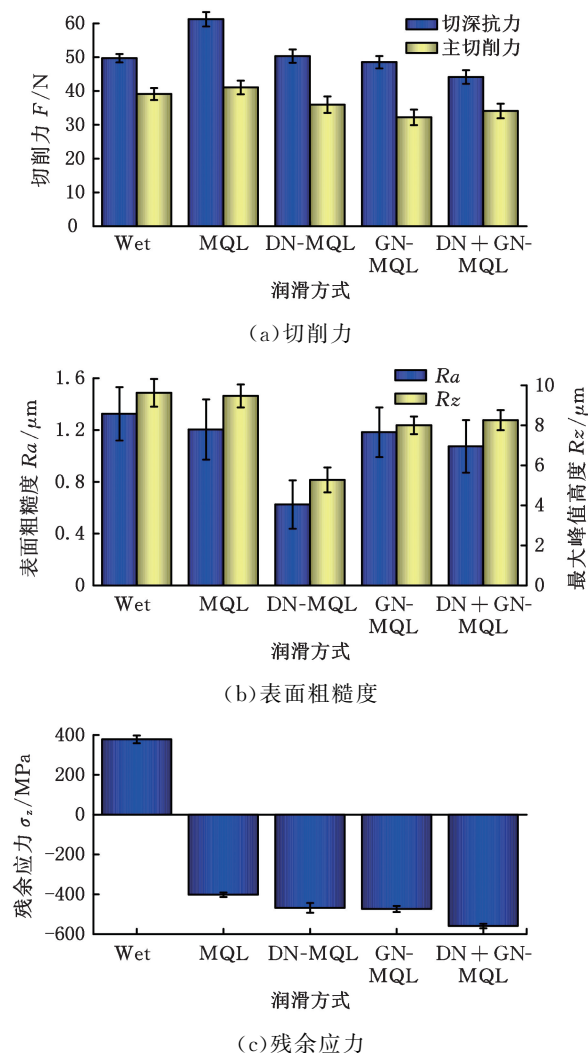 60
50
40
30
20
10
0
切削力 F/N
切深抗力
主切削力
Wet
MQL
DN-MQL
GN-
MQL
DN+GN-
MQL
润滑方式
(a)切削力
1.6
1.2
0.8
0.4
0
表面粗糙度 Ra/μm
Ra
Rz
10
8
6
4
2
0
最大峰值高度 Rz/μm
Wet
MQL
DN-MQL
GN-
MQL
DN+GN-
MQL
润滑方式
(b)表面粗糙度
400
200
0
-200
-400
-600
残余应力 σz/MPa
Wet
MQL
DN-MQL
GN-
MQL
DN+GN-
MQL
润滑方式
(c)残余应力